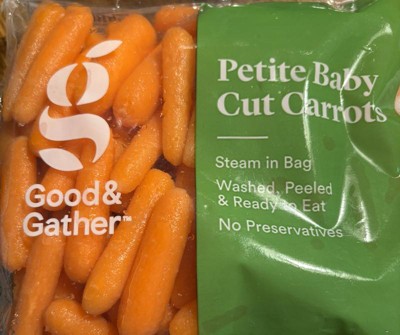 Good&
Gather™
Petite Baby
Cut Carrots
Steam in Bag
Washed, Peeled
& Ready to Eat
No Preservatives